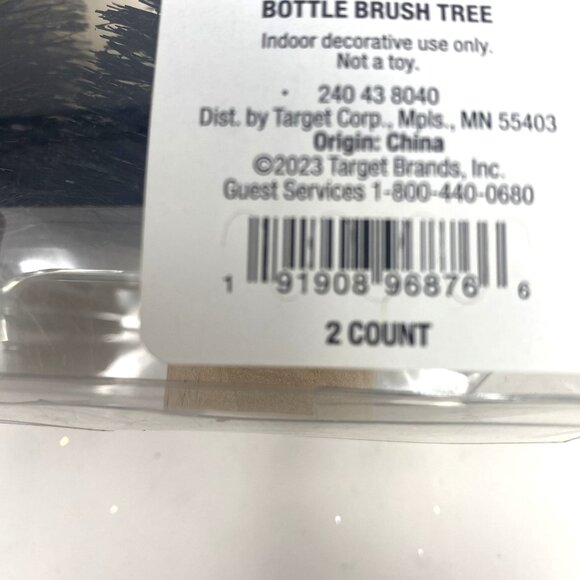 BOTTLE BRUSH TREE
Indoor decorative use only.
Not a toy.
• 240 43 8040
Dist. by Target Corp., Mpls., MN 55403
Origin: China
©2023 Target Brands, Inc.
Guest Services 1-800-440-0680
1 91908 96876 6
2 COUNT